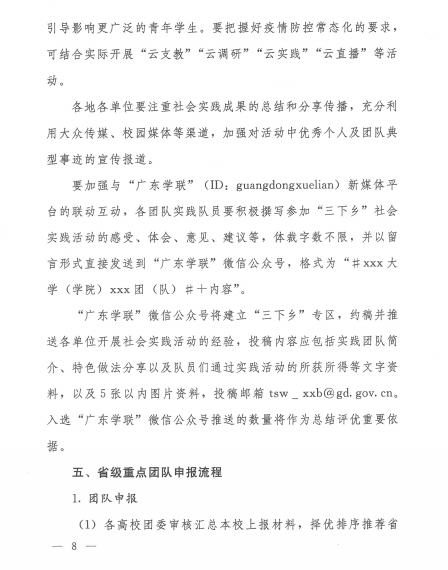 引导影响更广泛的青年学生。要把握好疫情防控常态化的要求，
可结合实际开展“云支教”“云调研”“云实践”“云直播”等活
动。
各地各单位要注重社会实践成果的总结和分享传播，充分利
用大众传媒、校园媒体等渠道，加强对活动中优秀个人及团队典
型事迹的宣传报道。
要加强与“广东学联”（ID：guangdongxuelian）新媒体平
台的联动互动，各团队实践队员要积极撰写参加“三下乡”社会
实践活动的感受、体会、意见、建议等，体裁字数不限，并以留
言形式直接发送到“广东学联”微信公众号，格式为“＃xxx 大
学（学院）xxx 团（队）＃＋内容”。
“广东学联”微信公众号将建立“三下乡”专区，约稿并推
送各单位开展社会实践活动的经验，投稿内容应包括实践团队简
介、特色做法分享以及队员们通过实践活动的所获所得等文字资
料，以及 5 张以内图片资料，投稿邮箱 tsw _ xxb@gd.gov.cn。
入选“广东学联”微信公众号推送的数量将作为总结评优重要依
据。
五、省级重点团队申报流程
1. 团队申报
（1）各高校团委审核汇总本校上报材料，择优排序推荐省
— 8 —